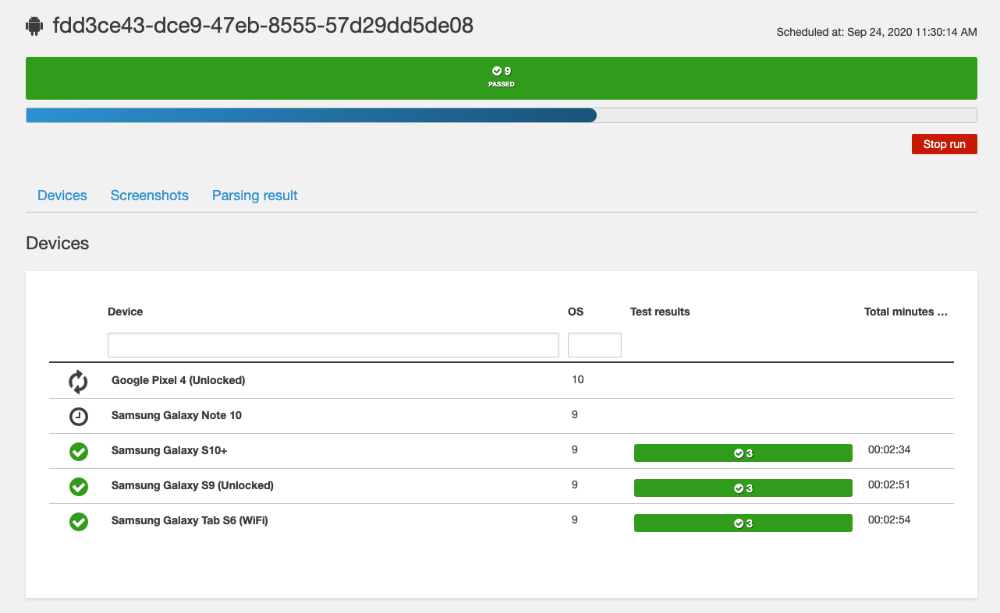 fdd3ce43-dce9-47eb-8555-57d29dd5de08
Scheduled at: Sep 24, 2020 11:30:14 AM
9
PASSED
Stop run
Devices Screenshots Parsing result
Devices
Device OS Test results Total minutes ...
Google Pixel 4 (Unlocked) 10
Samsung Galaxy Note 10 9
Samsung Galaxy S10+ 9 3 00:02:34
Samsung Galaxy S9 (Unlocked) 9 3 00:02:51
Samsung Galaxy Tab S6 (WiFi) 9 3 00:02:54